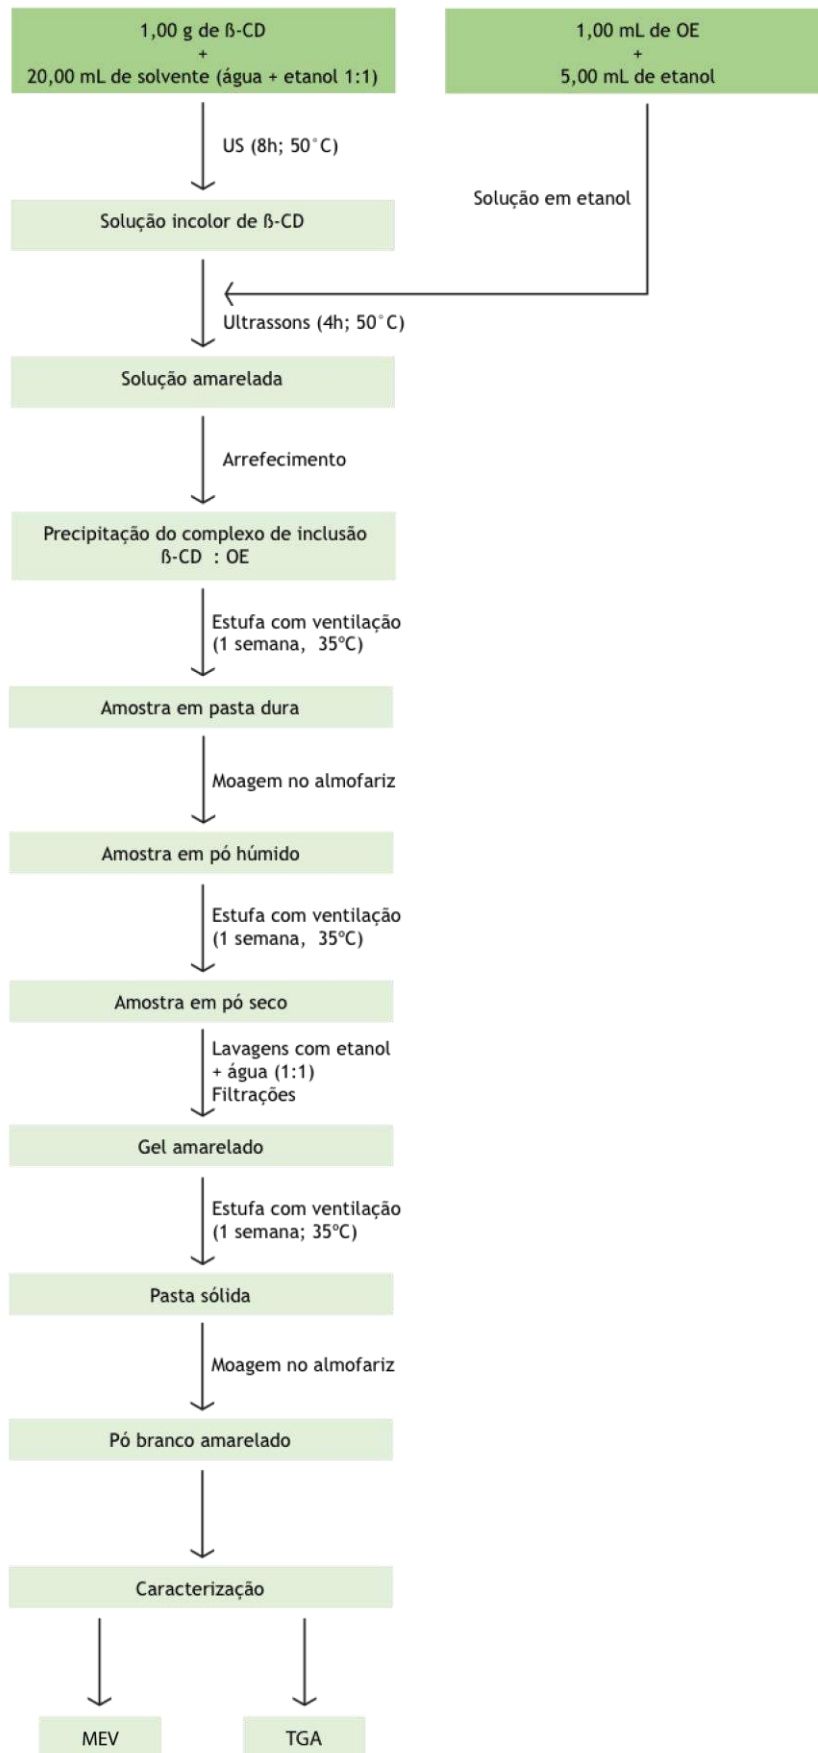 1,00 g de ß-CD
+
20,00 mL de solvente (água + etanol 1:1)
1,00 mL de OE
+
5,00 mL de etanol
US (8h; 50°C)
Solução em etanol
Solução incolor de ß-CD
Ultrassons (4h; 50°C)
Solução amarelada
Arrefecimento
Precipitação do complexo de inclusão
ß-CD : OE
Estufa com ventilação
(1 semana, 35ºC)
Amostra em pasta dura
Moagem no almofariz
Amostra em pó húmido
Estufa com ventilação
(1 semana, 35ºC)
Amostra em pó seco
Lavagens com etanol
+ água (1:1)
Filtrações
Gel amarelado
Estufa com ventilação
(1 semana; 35ºC)
Pasta sólida
Moagem no almofariz
Pó branco amarelado
Caracterização
MEV
TGA